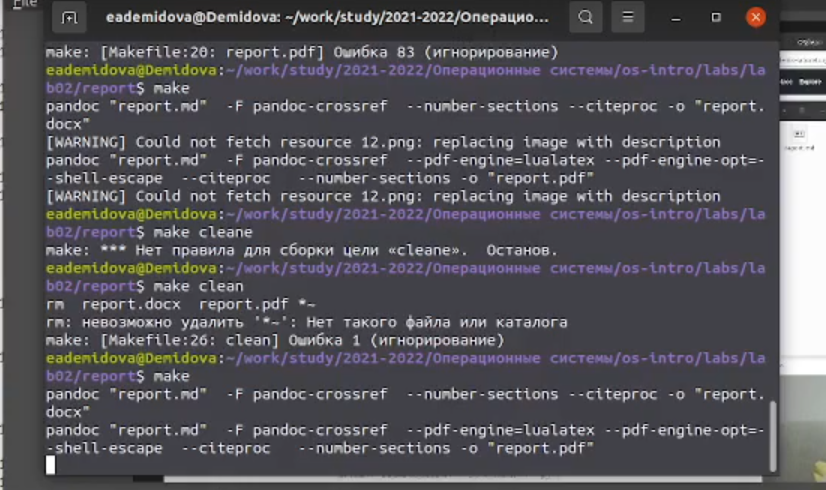 File
eademidova@Demidova: ~/work/study/2021-2022/Операцио...
make: [Makefile:20: report.pdf] Ошибка 83 (игнорирование)
eademidova@Demidova:~/work/study/2021-2022/Операционные системы/os-intro/labs/la
b02/report$ make
pandoc "report.md"  -F pandoc-crossref  --number-sections --citeproc -o "report.
docx"
[WARNING] Could not fetch resource 12.png: replacing image with description
pandoc "report.md"  -F pandoc-crossref  --pdf-engine=lualatex --pdf-engine-opt=-
-shell-escape  --citeproc   --number-sections -o "report.pdf"
[WARNING] Could not fetch resource 12.png: replacing image with description
eademidova@Demidova:~/work/study/2021-2022/Операционные системы/os-intro/labs/la
b02/report$ make cleane
make: *** Нет правила для сборки цели «cleane».  Останов.
eademidova@Demidova:~/work/study/2021-2022/Операционные системы/os-intro/labs/la
b02/report$ make clean
rm  report.docx  report.pdf *~
rm: невозможно удалить '*~': Нет такого файла или каталога
make: [Makefile:26: clean] Ошибка 1 (игнорирование)
eademidova@Demidova:~/work/study/2021-2022/Операционные системы/os-intro/labs/la
b02/report$ make
pandoc "report.md"  -F pandoc-crossref  --number-sections --citeproc -o "report.
docx"
pandoc "report.md"  -F pandoc-crossref  --pdf-engine=lualatex --pdf-engine-opt=-
-shell-escape  --citeproc   --number-sections -o "report.pdf"